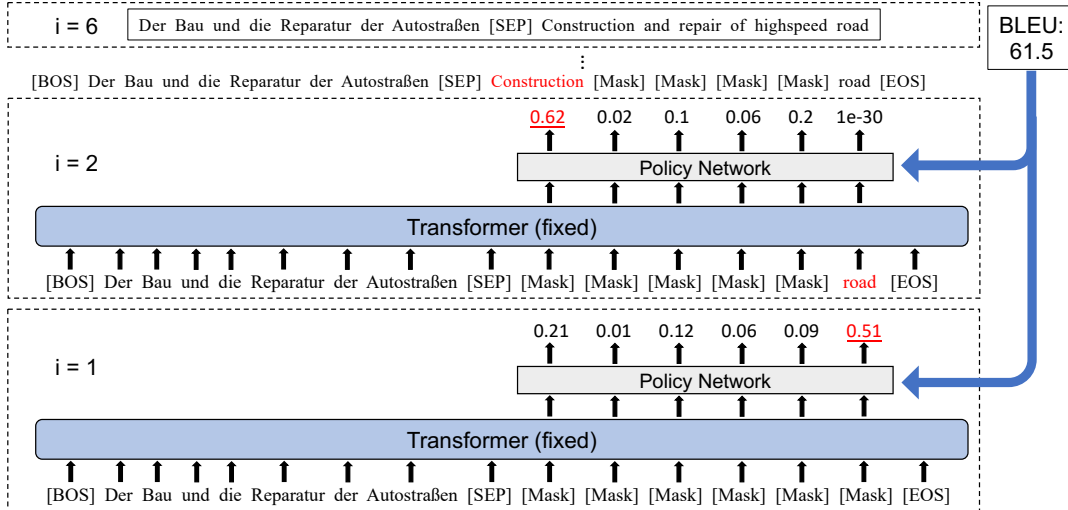 i = 6
Der Bau und die Reparatur der Autostraßen [SEP] Construction and repair of highspeed road
BLEU:
61.5
⋮
[BOS] Der Bau und die Reparatur der Autostraßen [SEP] Construction [Mask] [Mask] [Mask] [Mask] road [EOS]
0.62 0.02 0.1 0.06 0.2 1e-30
i = 2
Policy Network
Transformer (fixed)
[BOS] Der Bau und die Reparatur der Autostraßen [SEP] [Mask] [Mask] [Mask] [Mask] [Mask] road [EOS]
0.21 0.01 0.12 0.06 0.09 0.51
i = 1
Policy Network
Transformer (fixed)
[BOS] Der Bau und die Reparatur der Autostraßen [SEP] [Mask] [Mask] [Mask] [Mask] [Mask] [Mask] [EOS]